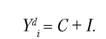 Y^d_i = C + I.